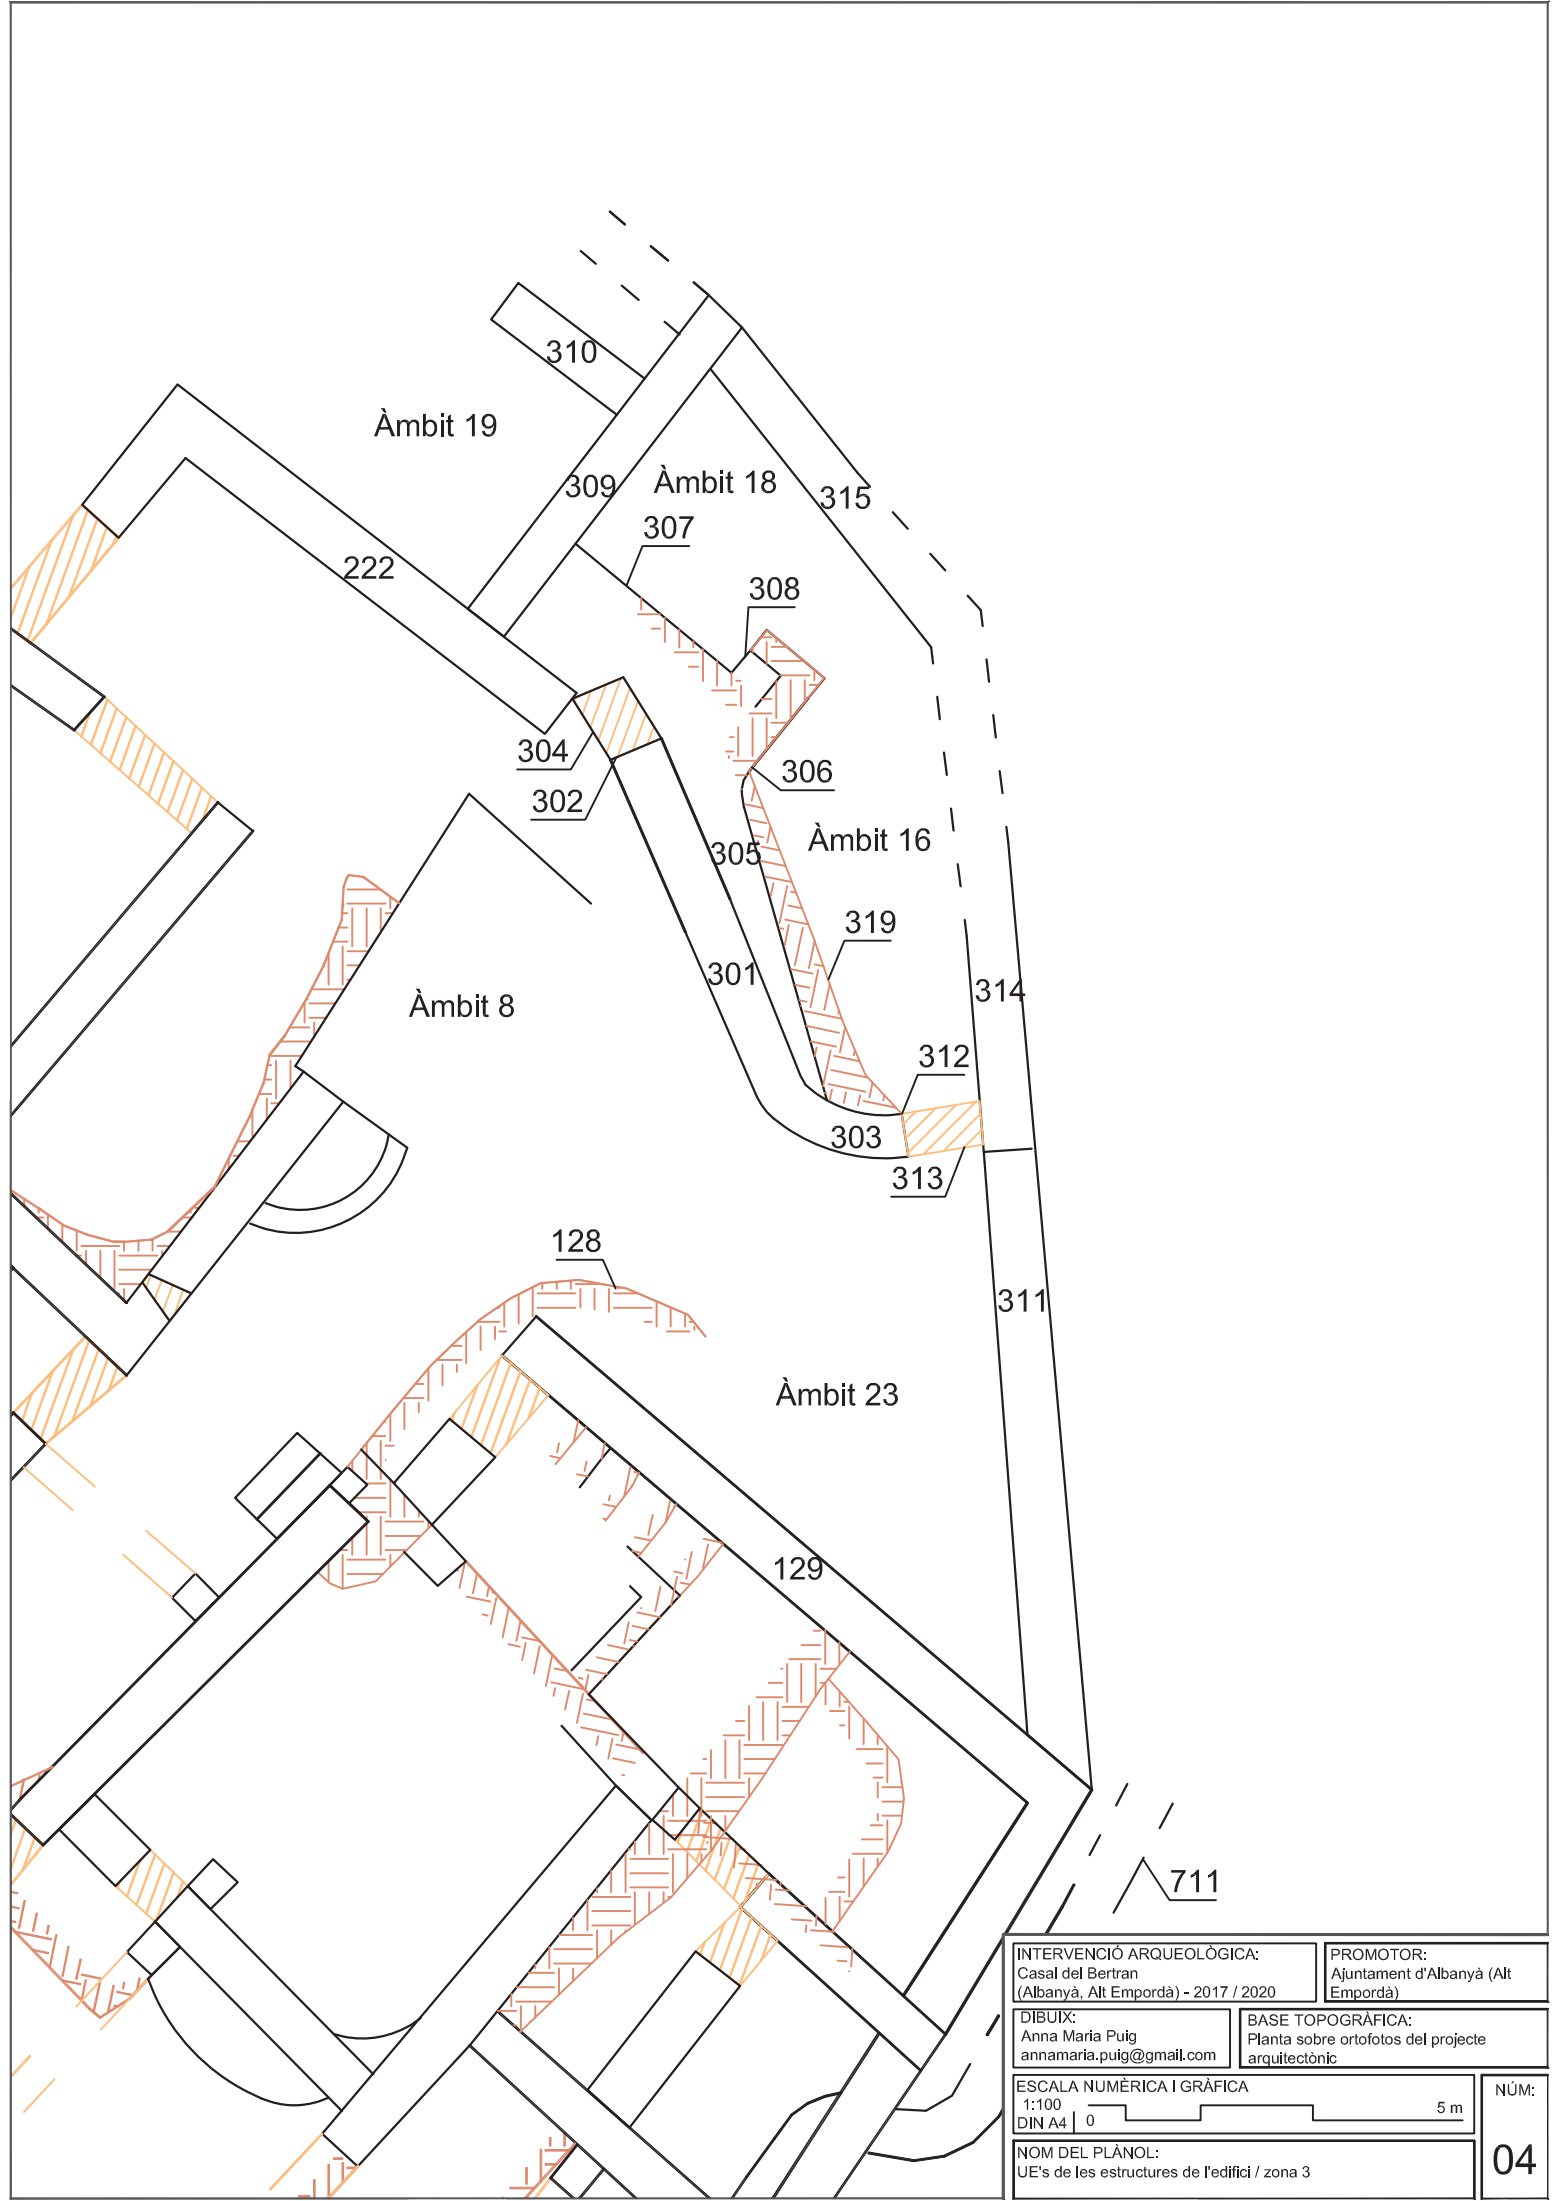 310
Àmbit 19
309
Àmbit 18
315
307
222
308
304
306
302
305
Àmbit 16
319
301
314
Àmbit 8
312
303
313
128
311
Àmbit 23
129
711
INTERVENCIÓ ARQUEOLÒGICA:
Casal del Bertran
(Albanyà, Alt Empordà) - 2017 / 2020
PROMOTOR:
Ajuntament d'Albanyà (Alt
Empordà)
DIBUIX:
Anna Maria Puig
annamaria.puig@gmail.com
BASE TOPOGRÀFICA:
Planta sobre ortofotos del projecte
arquitectònic
ESCALA NUMÈRICA I GRÀFICA
1:100
DIN A4
0
5 m
NÚM:
04
NOM DEL PLÀNOL:
UE's de les estructures de l'edifici / zona 3